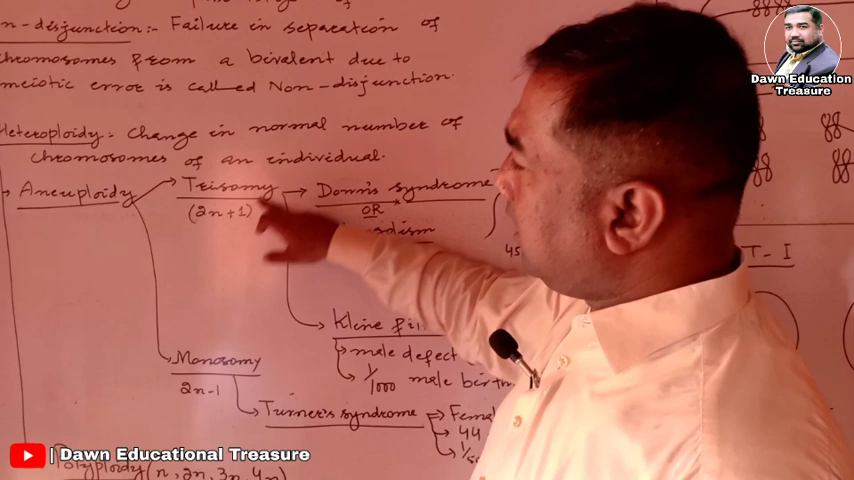 n-disjunction:- Failure in separation of
chromosomes from a bivalent due to
meiotic error is called Non-disjunction.
Heteroploidy:- Change in normal number of
chromosomes of an individual.
Aneuploidy
Trisomy
(2n+1)
Down's syndrome
OR
Kline
male defect
1/1000 male birth
Monosomy
2n-1
Turner's syndrome
Femal
44
Polyploidy (n, 2n, 3n, 4n)
45
T-I
Dawn Education
Treasure
| Dawn Educational Treasure